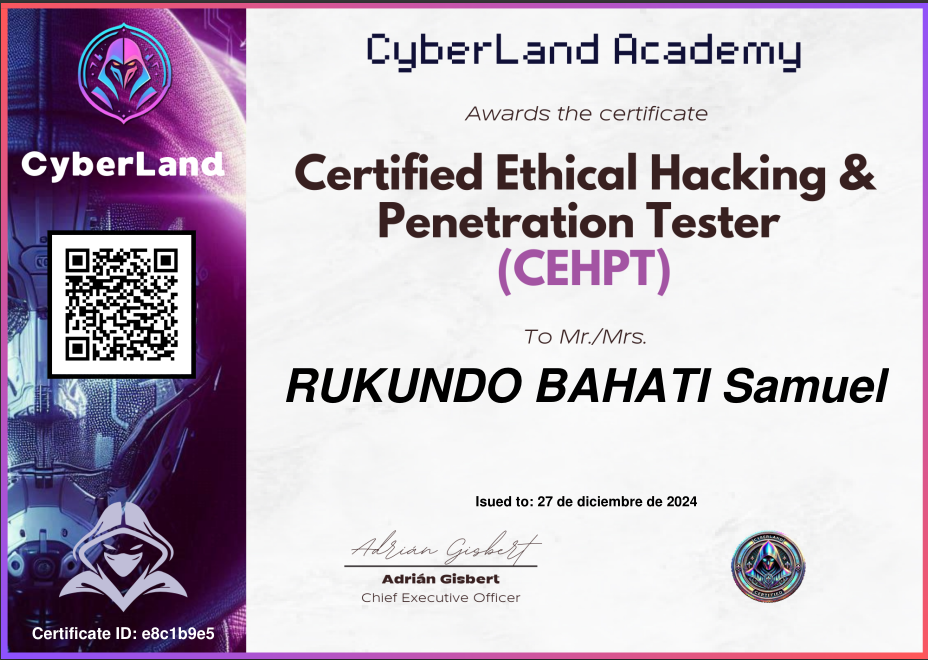 CyberLand
Certificate ID: e8c1b9e5
CyberLand Academy
Awards the certificate
Certified Ethical Hacking &
Penetration Tester
(CEHPT)
To Mr./Mrs.
RUKUNDO BAHATI Samuel
Isued to: 27 de diciembre de 2024
Adrián Gisbert
Adrián Gisbert
Chief Executive Officer
CYBERLAND
CERTIFIED